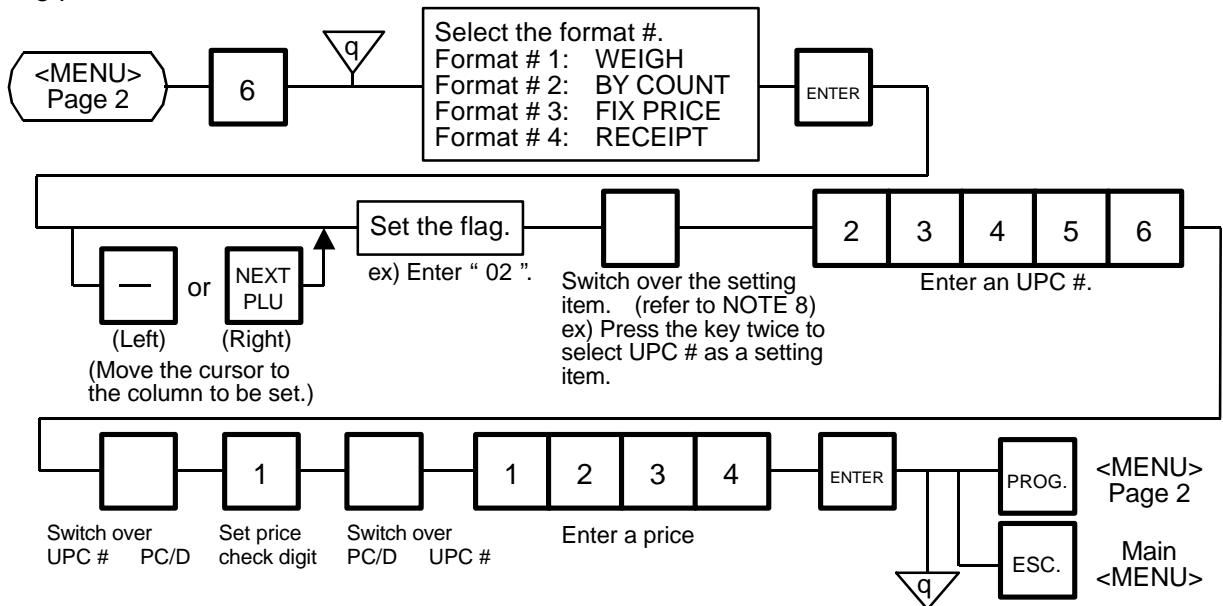 <MENU>
Page 2
6
q
Select the format #.
Format # 1: WEIGH
Format # 2: BY COUNT
Format # 3: FIX PRICE
Format # 4: RECEIPT
ENTER
—
(Left)
or
NEXT
PLU
(Right)
(Move the cursor to
the column to be set.)
Set the flag.
ex) Enter “ 02 ”.
Switch over the setting
item. (refer to NOTE 8)
ex) Press the key twice to
select UPC # as a setting
item.
2 3 4 5 6
Enter an UPC #.
Switch over
UPC # PC/D
1
Set price
check digit
Switch over
PC/D UPC #
1 2 3 4
Enter a price
ENTER
q
PROG.
<MENU>
Page 2
ESC.
Main
<MENU>